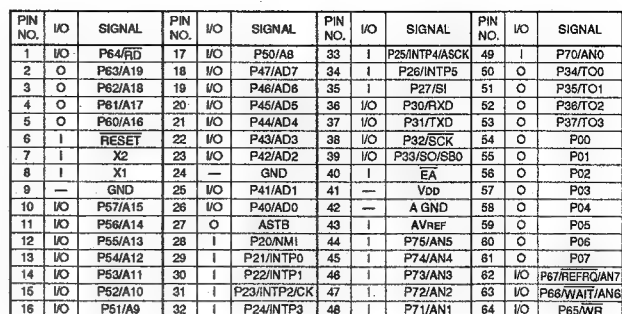 PIN NO. I/O SIGNAL PIN NO. I/O SIGNAL PIN NO. I/O SIGNAL PIN NO. I/O SIGNAL
1 I/O P64/RD 17 I/O P50/A8 33 I P25/INTP4/ASCK 49 I P70/AN0
2 O P63/A19 18 I/O P47/AD7 34 I P26/INTP5 50 O P34/TO0
3 O P62/A18 19 I/O P46/AD6 35 I P27/SI 51 O P35/TO1
4 O P61/A17 20 I/O P45/AD5 36 I/O P30/RXD 52 O P36/TO2
5 O P60/A16 21 I/O P44/AD4 37 I/O P31/TXD 53 O P37/TO3
6 I RESET 22 I/O P43/AD3 38 I/O P32/SCK 54 O P00
7 I X2 23 I/O P42/AD2 39 I/O P33/SO/SB0 55 O P01
8 I X1 24 — GND 40 I EA 56 O P02
9 — GND 25 I/O P41/AD1 41 — VDD 57 O P03
10 I/O P57/A15 26 I/O P40/AD0 42 — A GND 58 O P04
11 I/O P56/A14 27 O ASTB 43 I AVREF 59 O P05
12 I/O P55/A13 28 I P20/NMI 44 I P75/AN5 60 O P06
13 I/O P54/A12 29 I P21/INTP0 45 I P74/AN4 61 O P07
14 I/O P53/A11 30 I P22/INTP1 46 I P73/AN3 62 I/O P67/REFRQ/AN7
15 I/O P52/A10 31 I P23/INTP2/CK 47 I P72/AN2 63 I/O P66/WAIT/AN6
16 I/O P51/A9 32 I P24/INTP3 48 I P71/AN1 64 I/O P65/WR